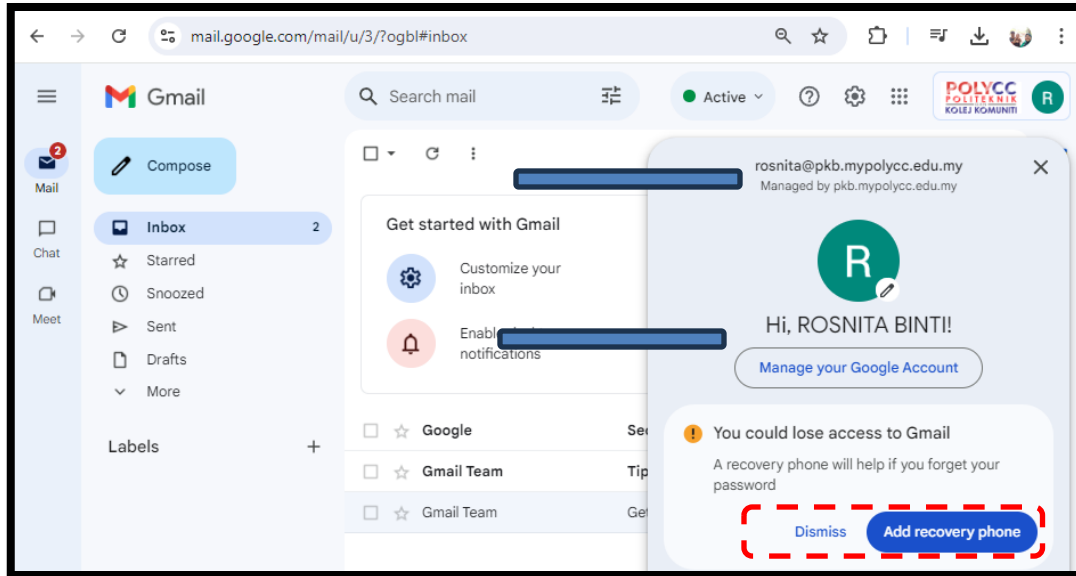 mail.google.com/mail/u/3/?ogbl#inbox
Gmail
Search mail
Active
POLYCC
POLITEKNIK
KOLEJ KOMUNITI
R
2
Mail
Chat
Meet
Compose
Inbox 2
Starred
Snoozed
Sent
Drafts
More
Labels
Get started with Gmail
Customize your
inbox
notifications
Google
Gmail Team Tip
Gmail Team
rosnita@pkb.mypolycc.edu.my
Managed by pkb.mypolycc.edu.my
R
Hi, ROSNITA BINTI!
Manage your Google Account
You could lose access to Gmail
A recovery phone will help if you forget your
password
Dismiss Add recovery phone